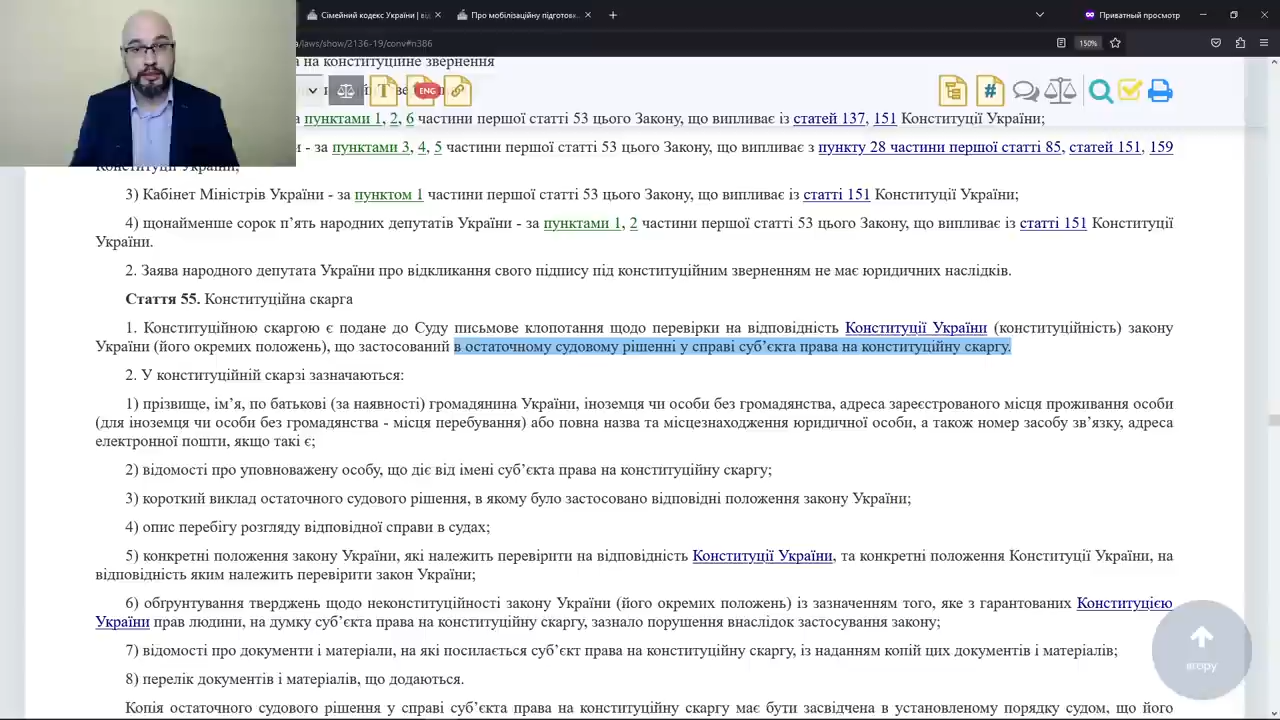 Сімейний кодекс України | від
Про мобілізаційну підготовк
Приватный просмотр
a/laws/show/2136-19/conv#n386
150%
а на конституційне звернення
T
ENG
#
а пунктами 1, 2, 6 частини першої статті 53 цього Закону, що випливає із статей 137, 151 Конституції України;
и - за пунктами 3, 4, 5 частини першої статті 53 цього Закону, що випливає з пункту 28 частини першої статті 85, статей 151, 159
Конституції України;
3) Кабінет Міністрів України - за пунктом 1 частини першої статті 53 цього Закону, що випливає із статті 151 Конституції України;
4) щонайменше сорок п’ять народних депутатів України - за пунктами 1, 2 частини першої статті 53 цього Закону, що випливає із статті 151 Конституції
України.
2. Заява народного депутата України про відкликання свого підпису під конституційним зверненням не має юридичних наслідків.
Стаття 55. Конституційна скарга
1. Конституційною скаргою є подане до Суду письмове клопотання щодо перевірки на відповідність Конституції України (конституційність) закону
України (його окремих положень), що застосований в остаточному судовому рішенні у справі суб’єкта права на конституційну скаргу.
2. У конституційній скарзі зазначаються:
1) прізвище, ім’я, по батькові (за наявності) громадянина України, іноземця чи особи без громадянства, адреса зареєстрованого місця проживання особи
(для іноземця чи особи без громадянства - місця перебування) або повна назва та місцезнаходження юридичної особи, а також номер засобу зв’язку, адреса
електронної пошти, якщо такі є;
2) відомості про уповноважену особу, що діє від імені суб’єкта права на конституційну скаргу;
3) короткий виклад остаточного судового рішення, в якому було застосовано відповідні положення закону України;
4) опис перебігу розгляду відповідної справи в судах;
5) конкретні положення закону України, які належить перевірити на відповідність Конституції України, та конкретні положення Конституції України, на
відповідність яким належить перевірити закон України;
6) обґрунтування тверджень щодо неконституційності закону України (його окремих положень) із зазначенням того, яке з гарантованих Конституцією
України прав людини, на думку суб’єкта права на конституційну скаргу, зазнало порушення внаслідок застосування закону;
7) відомості про документи і матеріали, на які посилається суб’єкт права на конституційну скаргу, із наданням копій цих документів і матеріалів;
8) перелік документів і матеріалів, що додаються.
вгору
Копія остаточного судового рішення у справі суб’єкта права на конституційну скаргу має бути засвідчена в установленому порядку судом, що його